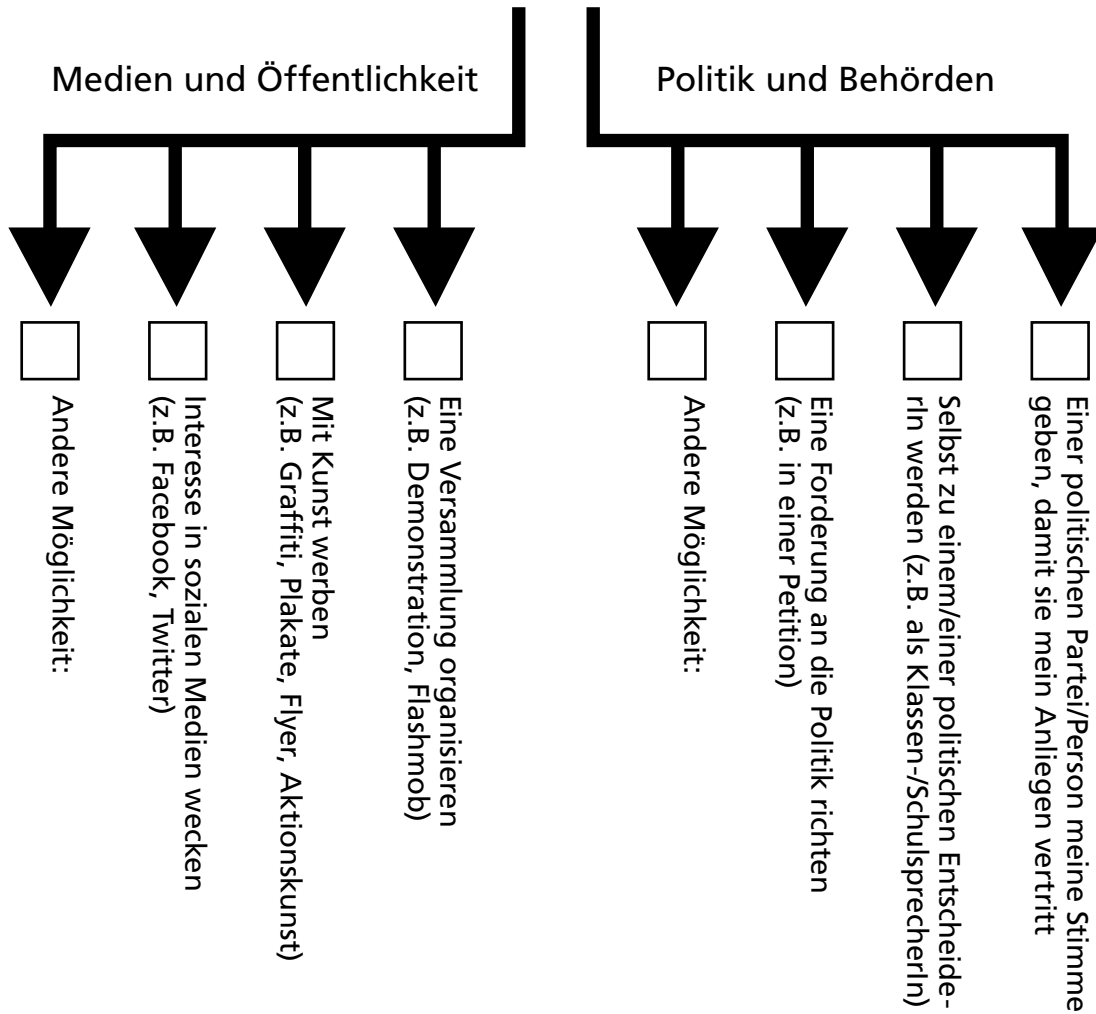 Medien und Öffentlichkeit
Politik und Behörden
Andere Möglichkeit:
Interesse in sozialen Medien wecken
(z.B. Facebook, Twitter)
Mit Kunst werben
(z.B. Graffiti, Plakate, Flyer, Aktionskunst)
Eine Versammlung organisieren
(z.B. Demonstration, Flashmob)
Andere Möglichkeit:
Eine Forderung an die Politik richten
(z.B. in einer Petition)
Selbst zu einem/einer politischen Entscheide-
rIn werden (z.B. als Klassen-/SchulsprecherIn)
Einer politischen Partei/Person meine Stimme
geben, damit sie mein Anliegen vertritt